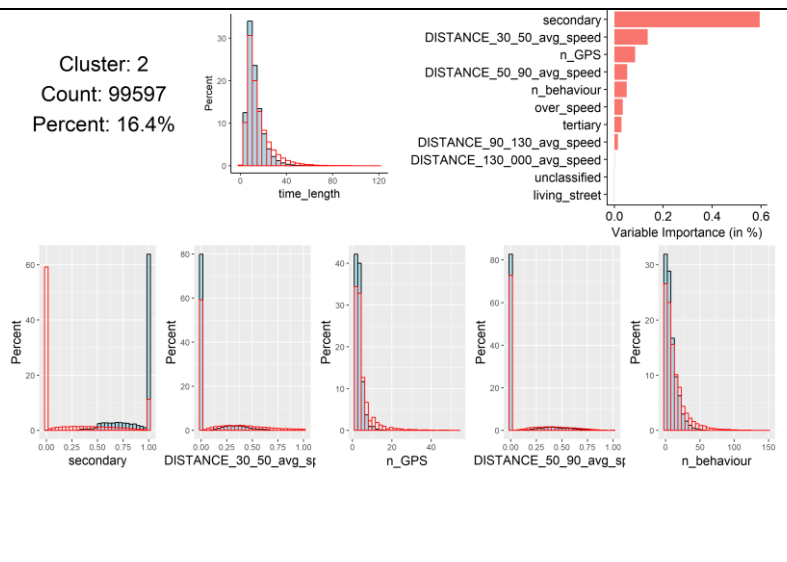 Cluster: 2
Count: 99597
Percent: 16.4%
Percent
30
20
10
0
0
40
80
120
time_length
secondary
DISTANCE_30_50_avg_speed
n_GPS
DISTANCE_50_90_avg_speed
n_behaviour
over_speed
tertiary
DISTANCE_90_130_avg_speed
DISTANCE_130_000_avg_speed
unclassified
living_street
0.0 0.2 0.4 0.6
Variable Importance (in %)
Percent
60
40
20
0
0.00 0.25 0.50 0.75 1.00
secondary
Percent
80
60
40
20
0
0.00 0.25 0.50 0.75 1.00
DISTANCE_30_50_avg_sp
Percent
40
30
20
10
0
0 20 40
n_GPS
Percent
80
60
40
20
0
0.00 0.25 0.50 0.75 1.00
DISTANCE_50_90_avg_sp
Percent
30
20
10
0
0 50 100 150
n_behaviour